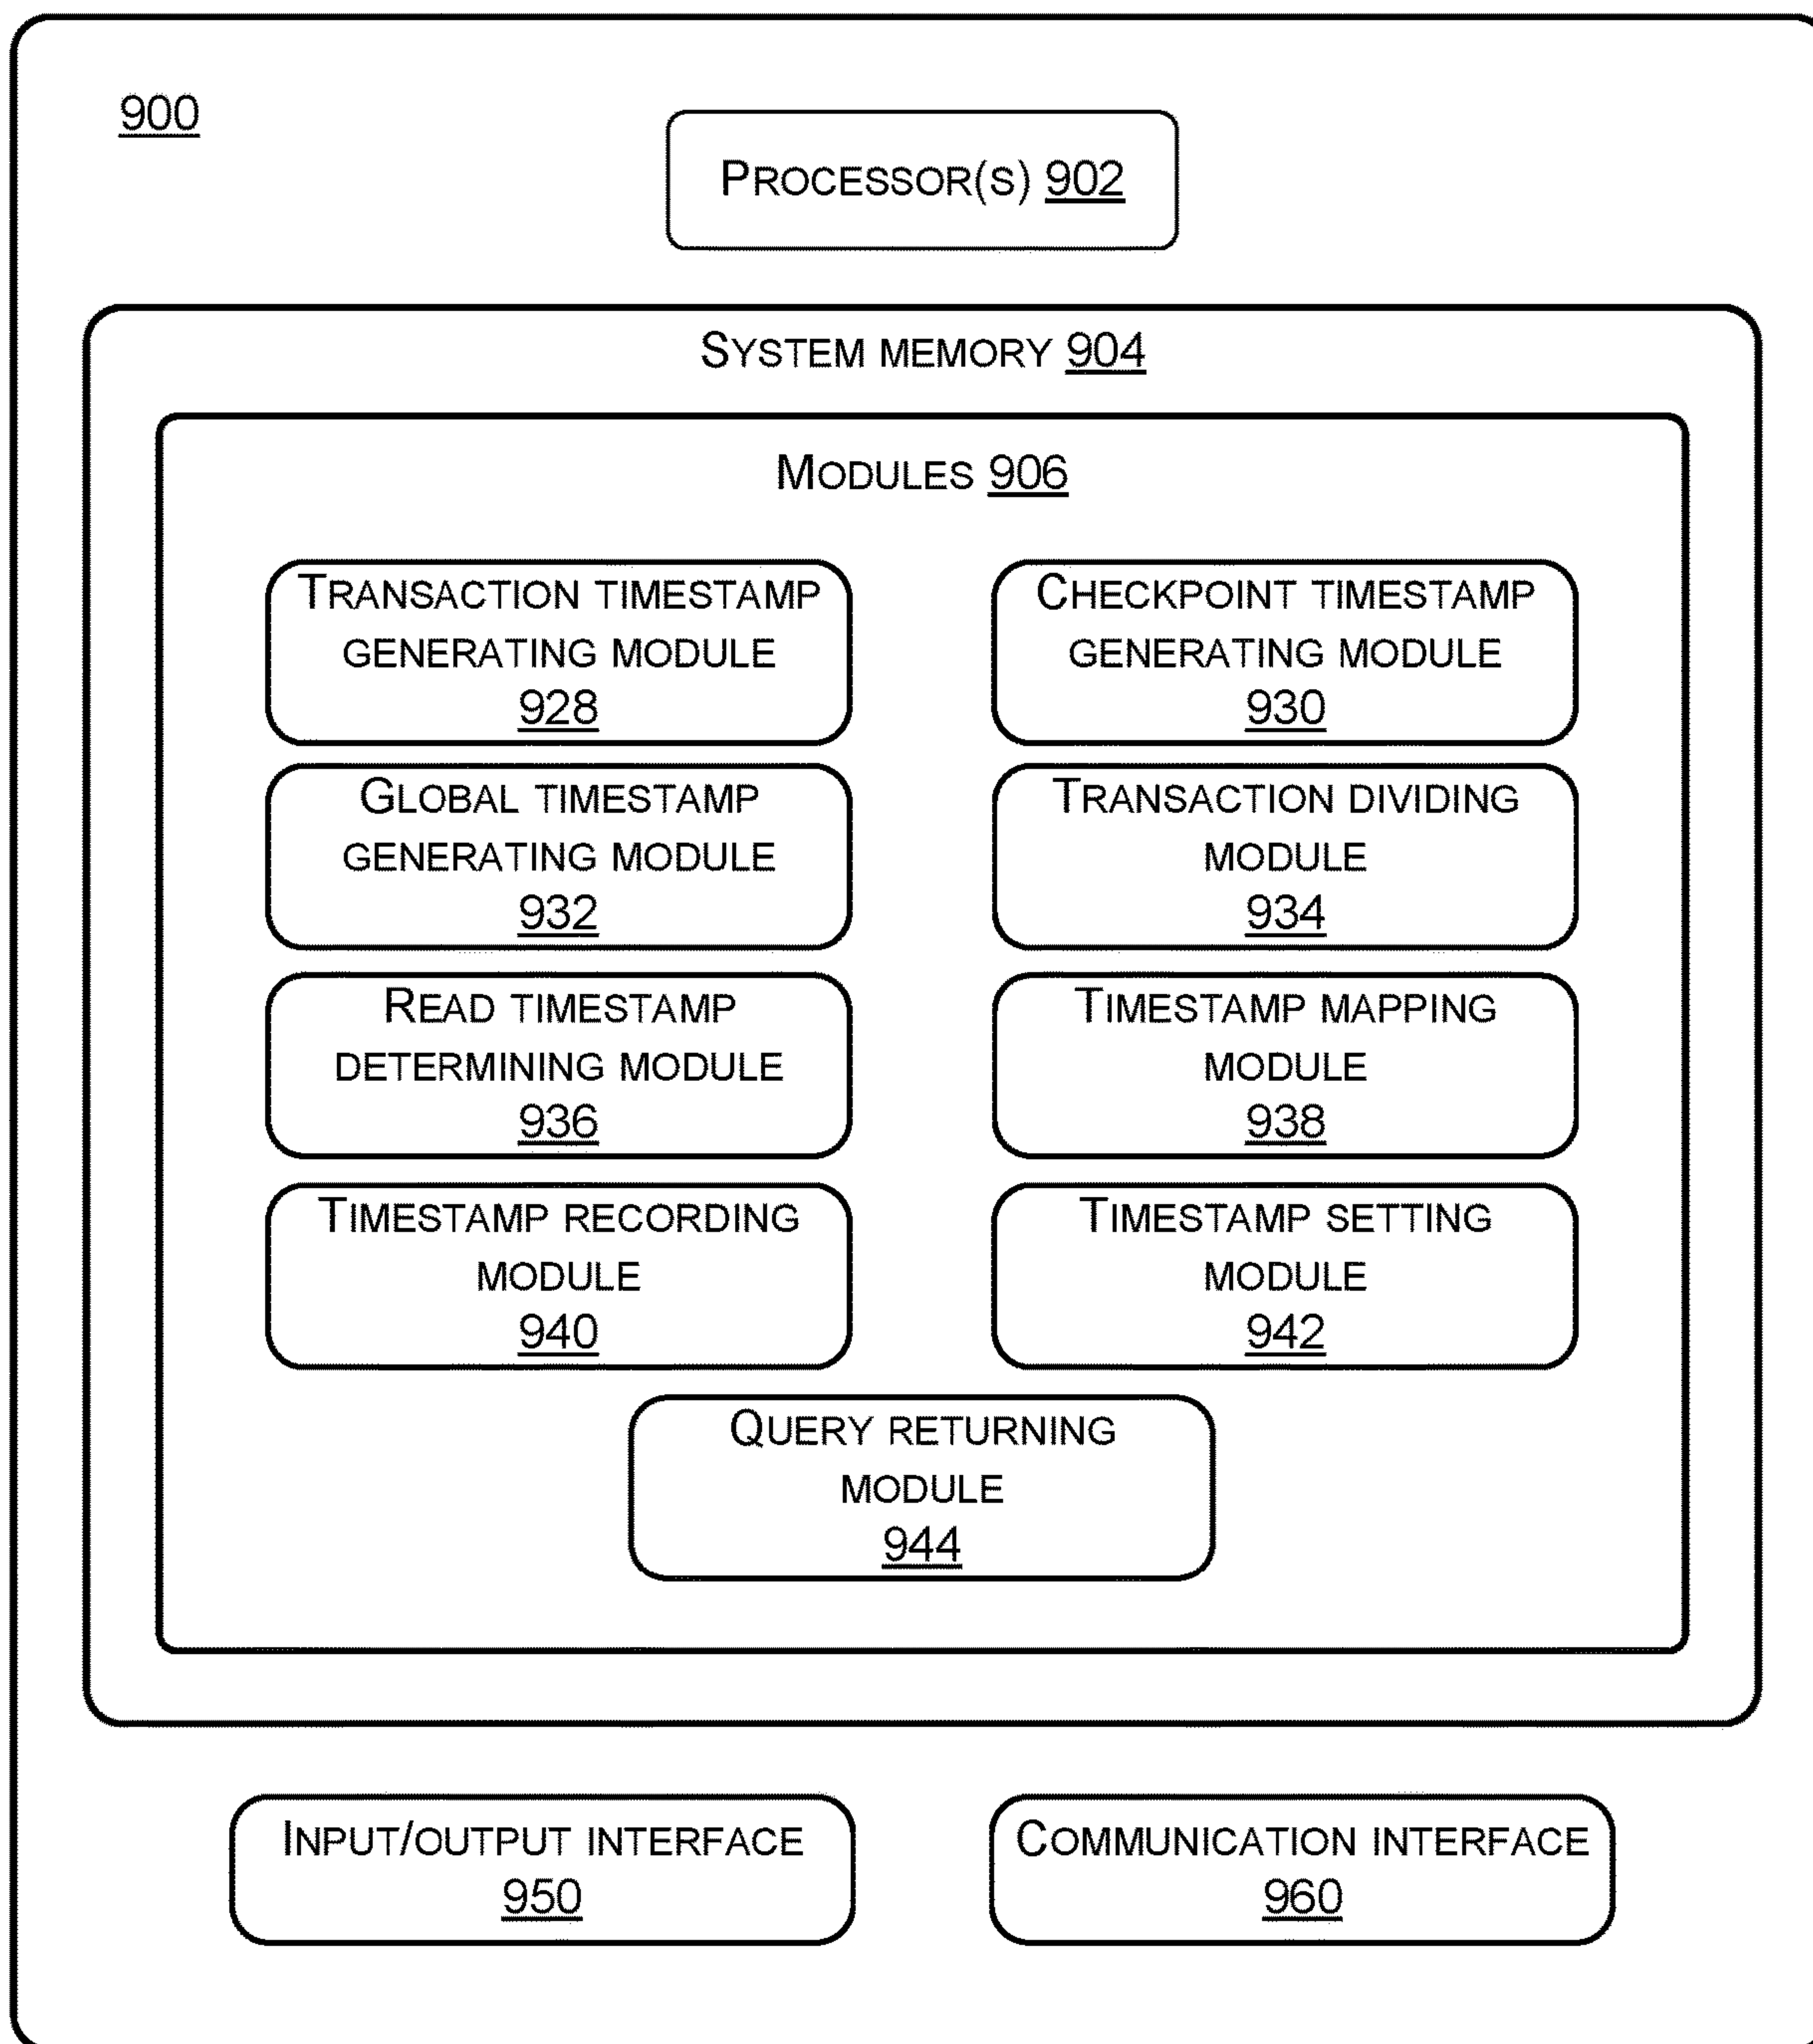 900
PROCESSOR(S) 902
SYSTEM MEMORY 904
MODULES 906
TRANSACTION TIMESTAMP
GENERATING MODULE
928
CHECKPOINT TIMESTAMP
GENERATING MODULE
930
GLOBAL TIMESTAMP
GENERATING MODULE
932
TRANSACTION DIVIDING
MODULE
934
READ TIMESTAMP
DETERMINING MODULE
936
TIMESTAMP MAPPING
MODULE
938
TIMESTAMP RECORDING
MODULE
940
TIMESTAMP SETTING
MODULE
942
QUERY RETURNING
MODULE
944
INPUT/OUTPUT INTERFACE
950
COMMUNICATION INTERFACE
960